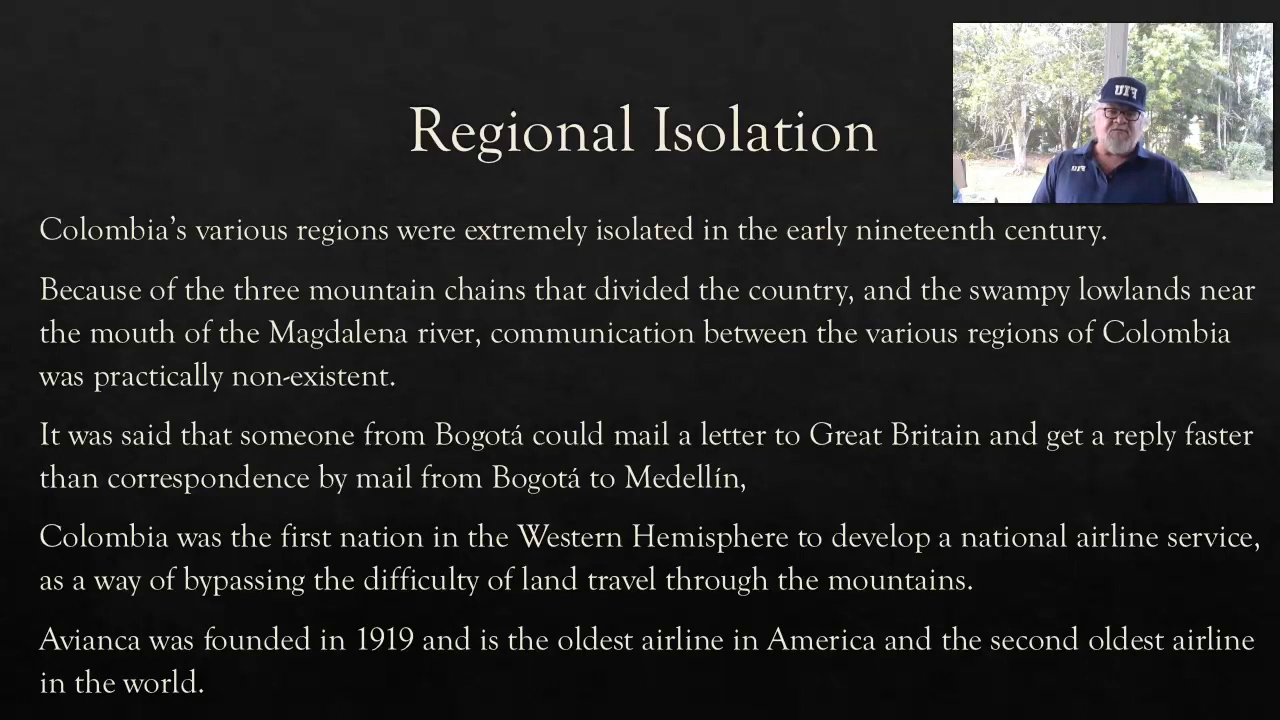 Regional Isolation
Colombia's various regions were extremely isolated in the early nineteenth century.
Because of the three mountain chains that divided the country, and the swampy lowlands near
the mouth of the Magdalena river, communication between the various regions of Colombia
was practically non-existent.
It was said that someone from Bogotá could mail a letter to Great Britain and get a reply faster
than correspondence by mail from Bogotá to Medellín,
Colombia was the first nation in the Western Hemisphere to develop a national airline service,
as a way of bypassing the difficulty of land travel through the mountains.
Avianca was founded in 1919 and is the oldest airline in America and the second oldest airline
in the world.